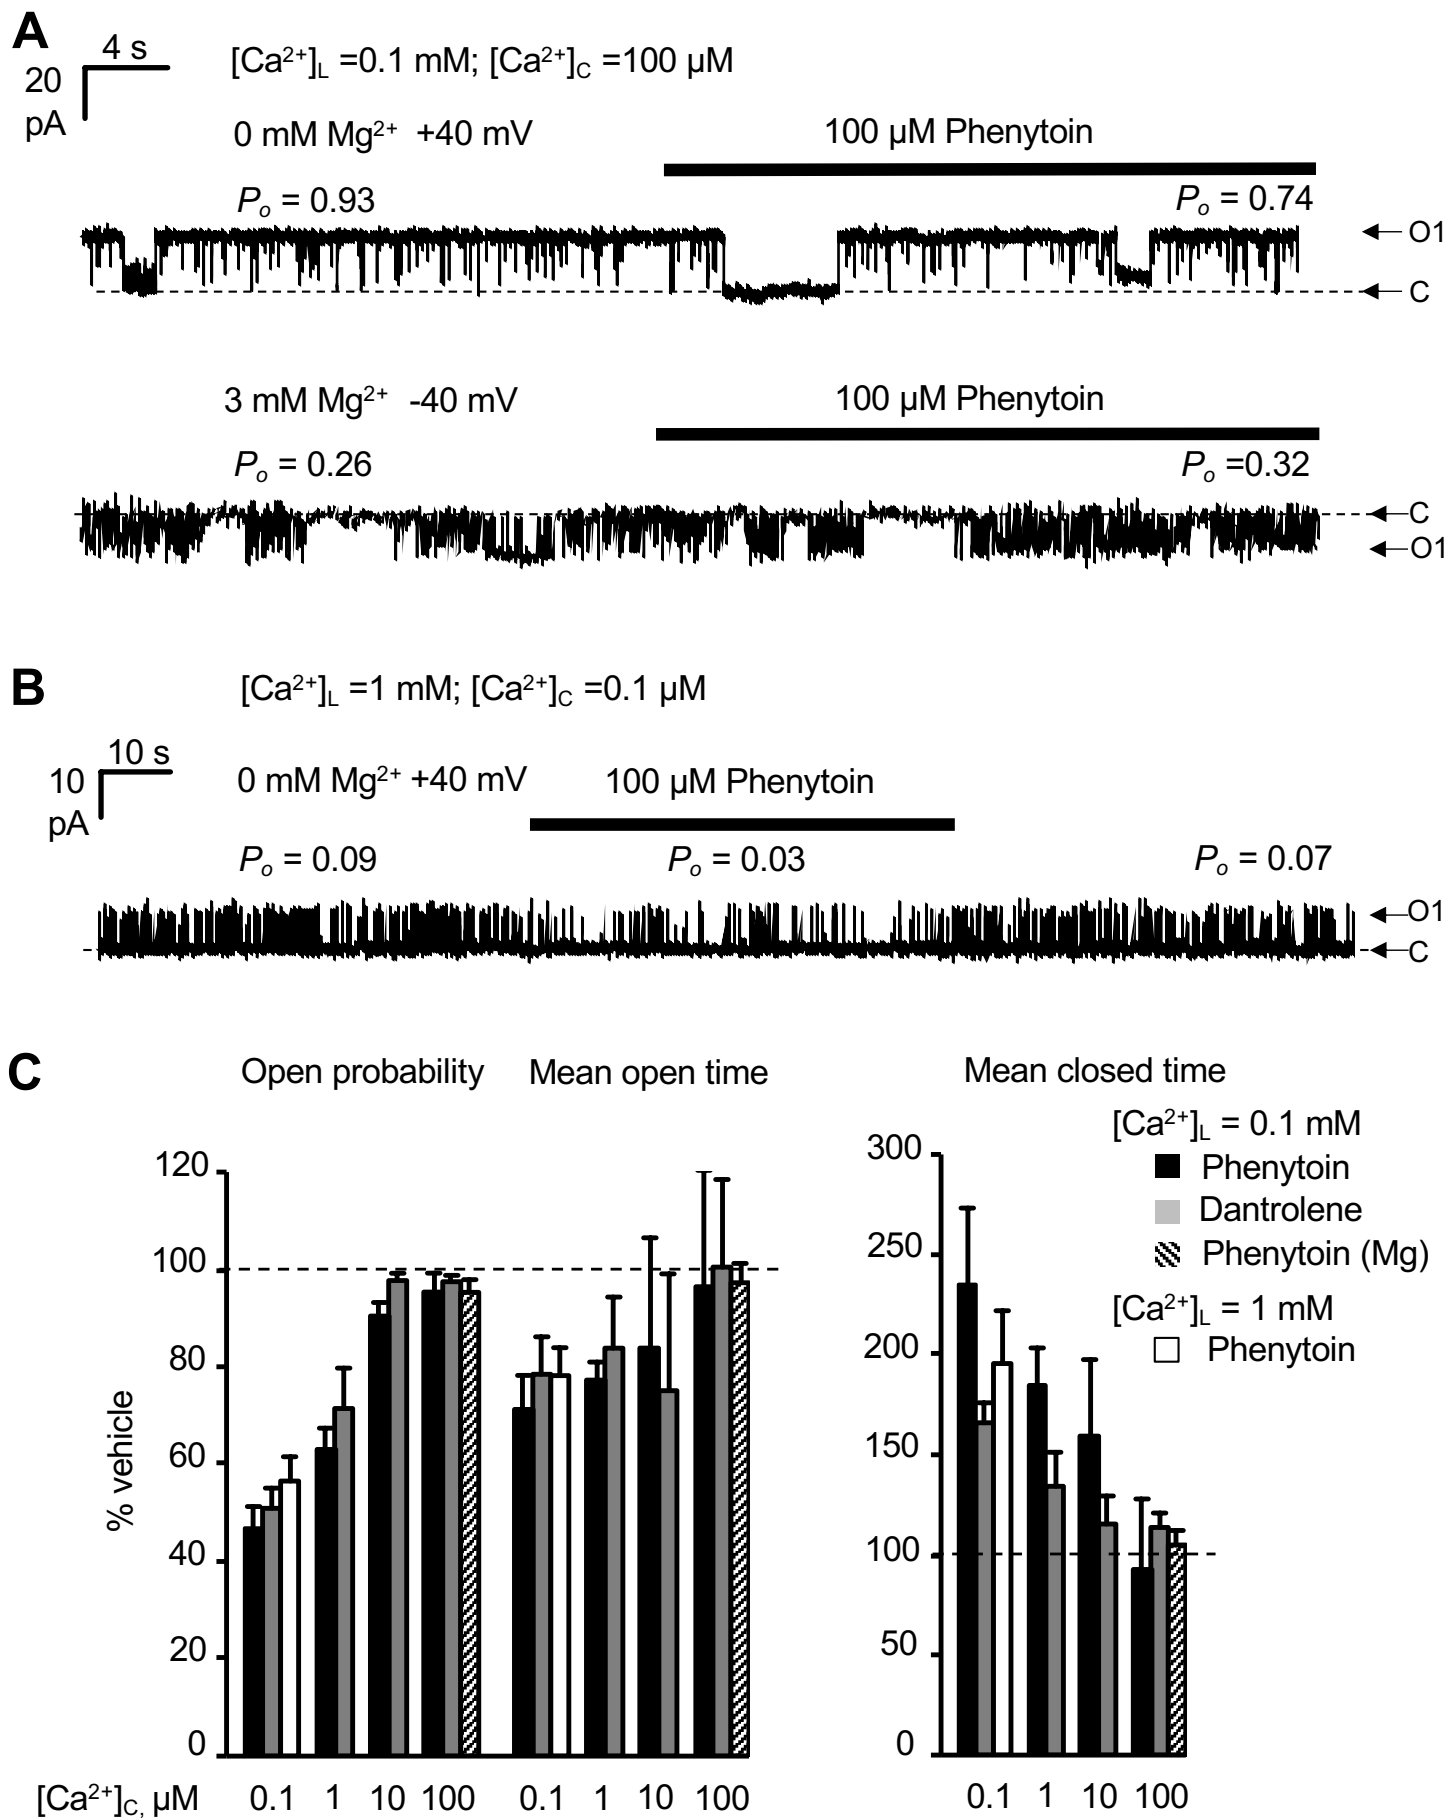 A
4 s
20
pA
[Ca²⁺]L =0.1 mM; [Ca²⁺]C =100 µM
0 mM Mg²⁺ +40 mV
100 µM Phenytoin
Po = 0.93
Po = 0.74
O1
C
3 mM Mg²⁺ -40 mV
100 µM Phenytoin
Po = 0.26
Po =0.32
C
O1
B
[Ca²⁺]L =1 mM; [Ca²⁺]C =0.1 µM
10 s
10
pA
0 mM Mg²⁺ +40 mV
100 µM Phenytoin
Po = 0.09
Po = 0.03
Po = 0.07
O1
C
C
Open probability
Mean open time
Mean closed time
% vehicle
120
100
80
60
40
20
0
[Ca²⁺]C, µM
0.1 1 10 100
0.1 1 10 100
300
250
200
150
100
50
0
0.1 1 10 100
[Ca²⁺]L = 0.1 mM
Phenytoin
Dantrolene
Phenytoin (Mg)
[Ca²⁺]L = 1 mM
Phenytoin